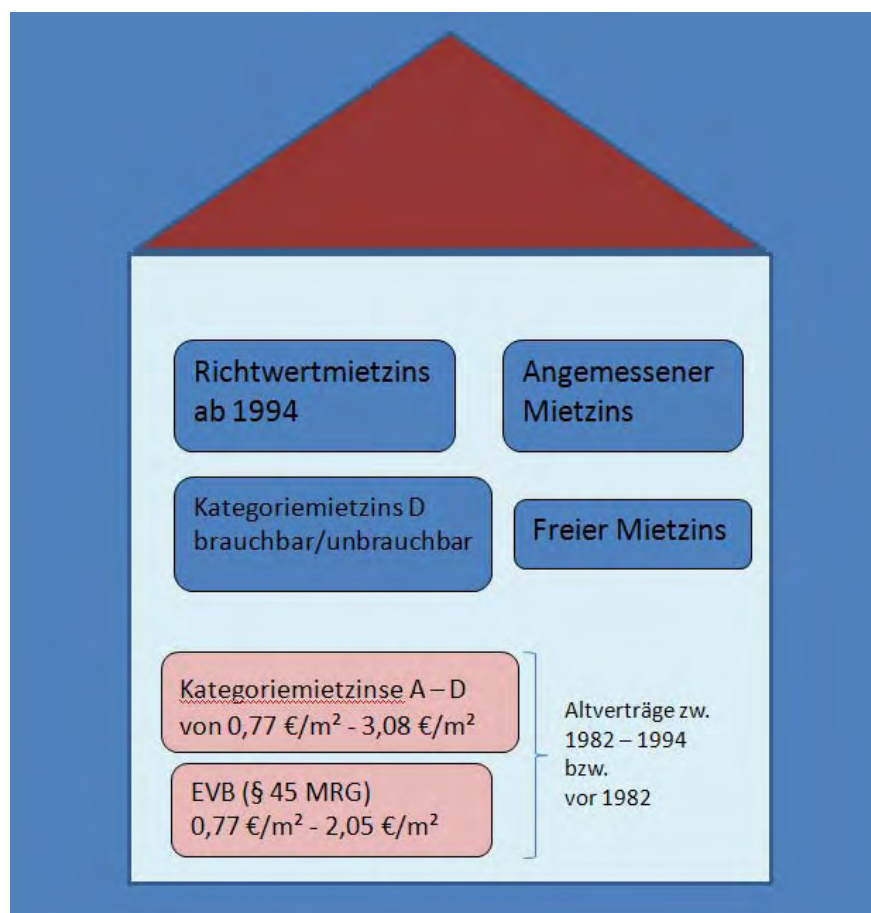 Richtwertmietzins
ab 1994
Angemessener
Mietzins
Kategoriemietzins D
brauchbar/unbrauchbar
Freier Mietzins
Kategoriemietzinse A – D
von 0,77 €/m² - 3,08 €/m²
EVB (§ 45 MRG)
0,77 €/m² - 2,05 €/m²
Altverträge zw.
1982 – 1994
bzw.
vor 1982